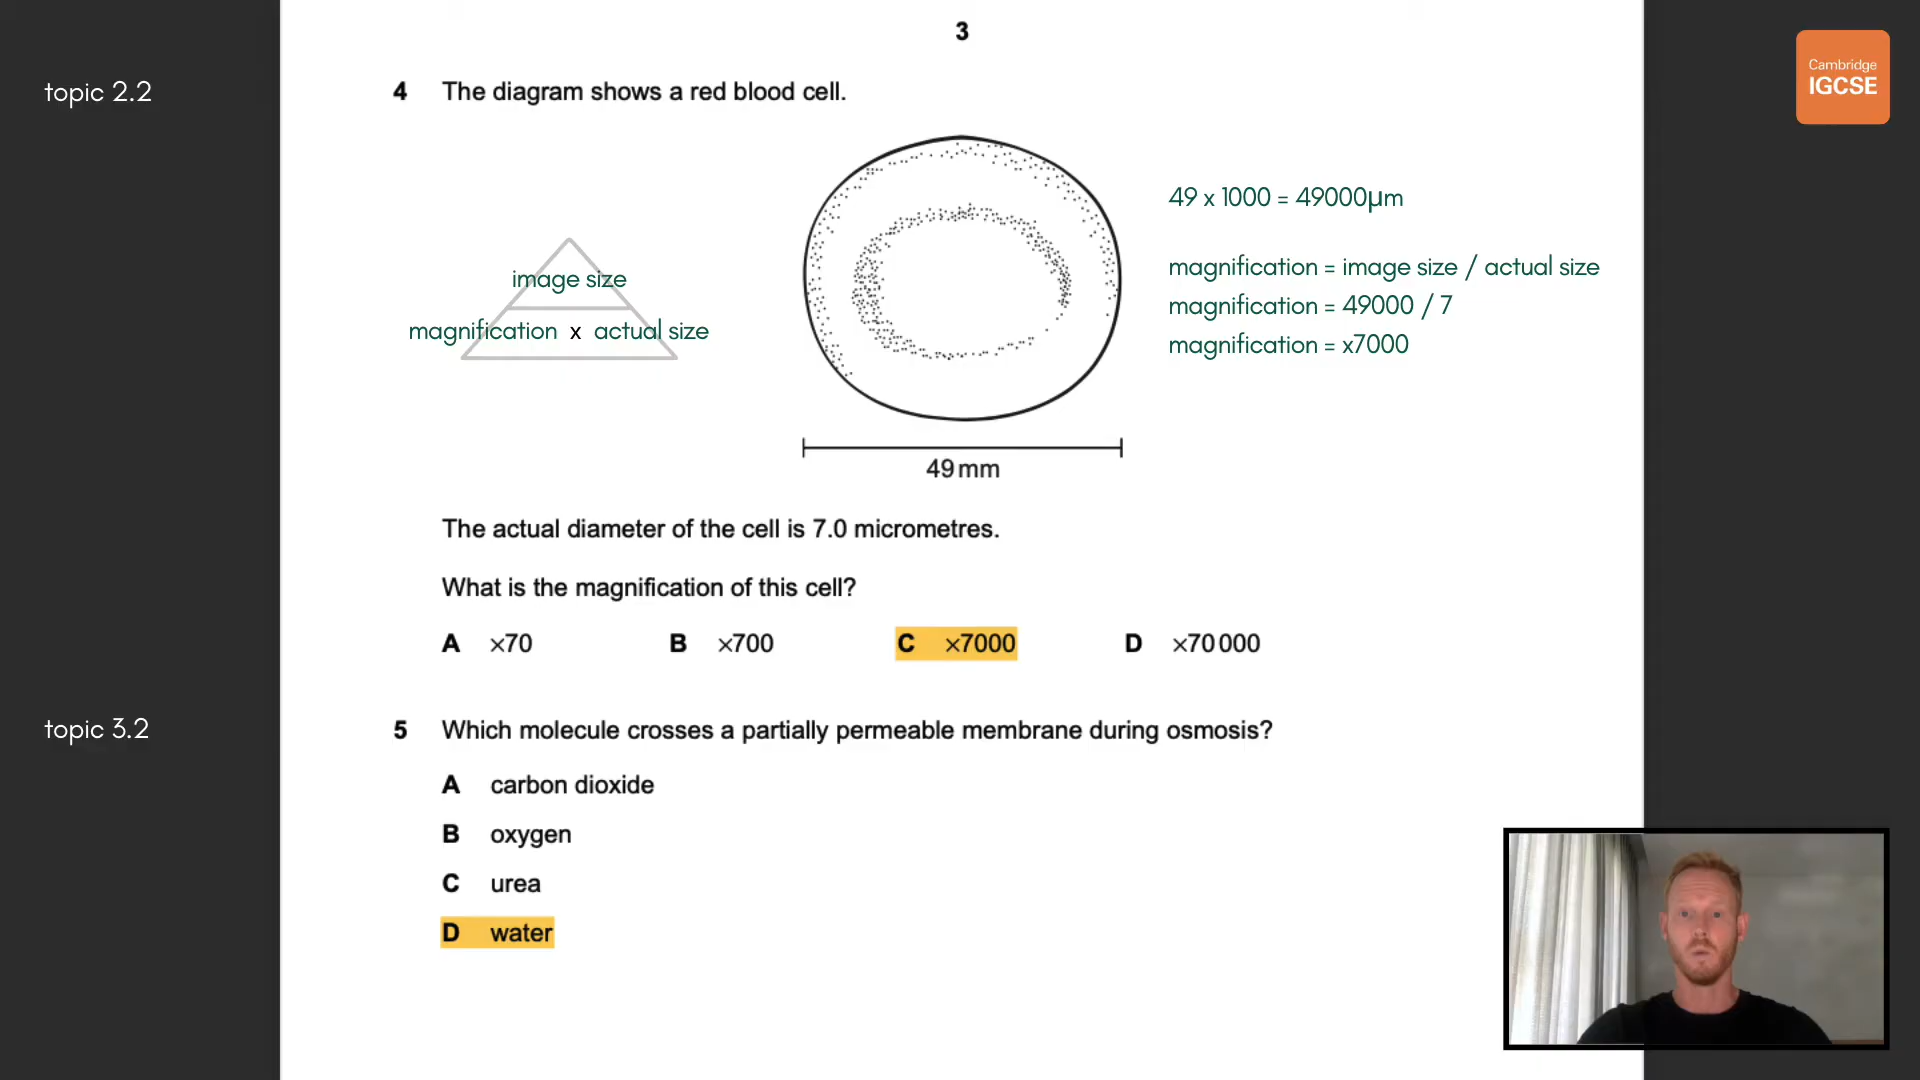 3
topic 2.2
Cambridge
IGCSE
4 The diagram shows a red blood cell.
49 x 1000 = 49000µm
image size
magnification x actual size
magnification = image size / actual size
magnification = 49000 / 7
magnification = x7000
49 mm
The actual diameter of the cell is 7.0 micrometres.
What is the magnification of this cell?
A ×70 B ×700 C ×7000 D ×70 000
topic 3.2
5 Which molecule crosses a partially permeable membrane during osmosis?
A carbon dioxide
B oxygen
C urea
D water